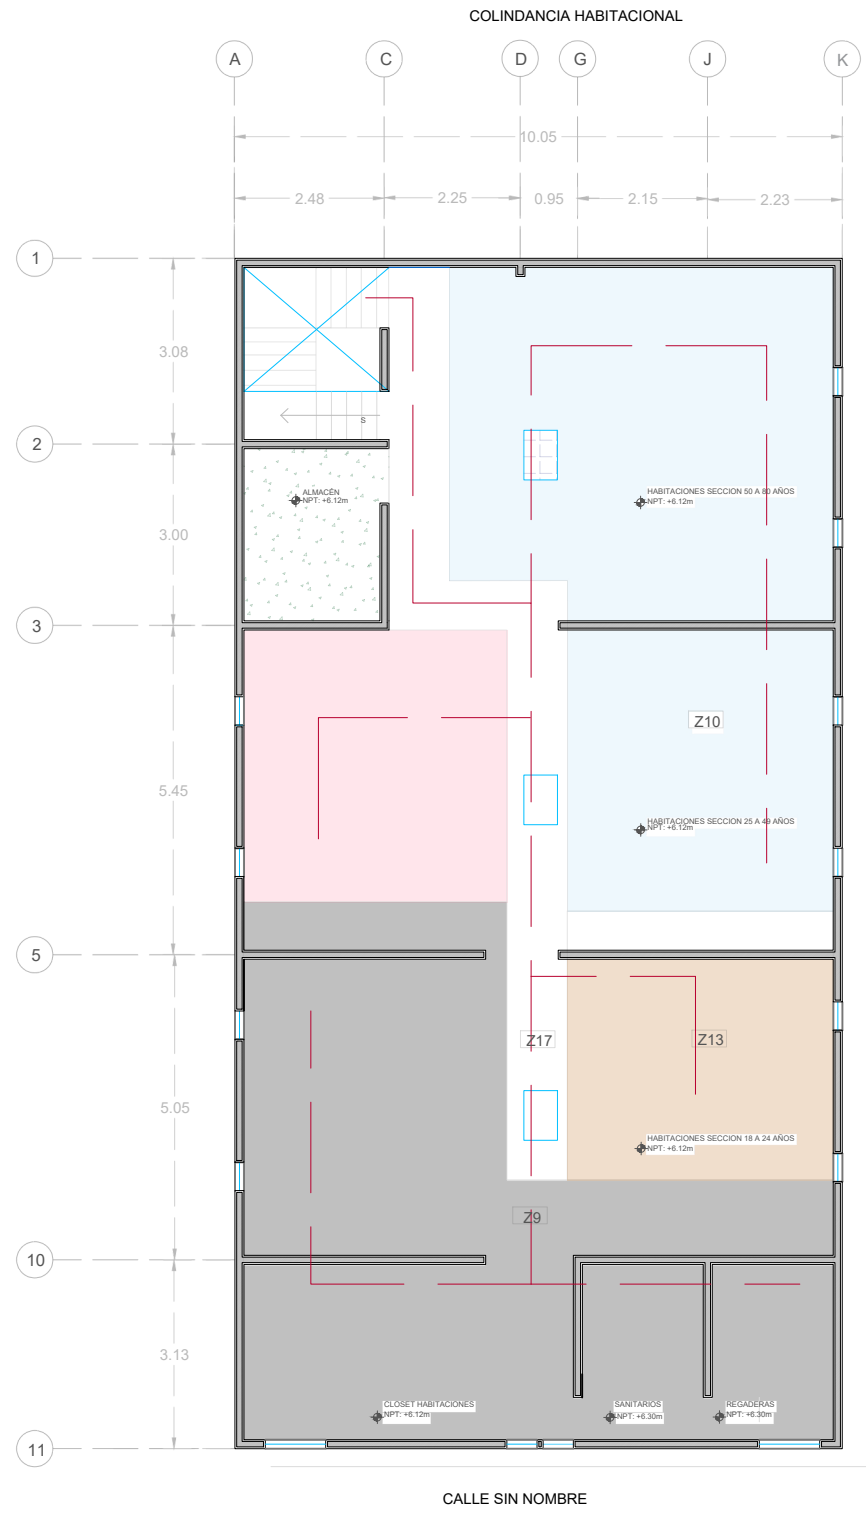 COLINDANCIA HABITACIONAL
A
C
D
G
J
K
10.05
2.48
2.25
0.95
2.15
2.23
1
3.08
S
2
ALMACÉN
NPT: +6.12m
HABITACIONES SECCION 50 A 80 AÑOS
NPT: +6.12m
3.00
3
Z10
5.45
HABITACIONES SECCION 25 A 49 AÑOS
NPT: +6.12m
5
Z17
Z13
5.05
HABITACIONES SECCION 18 A 24 AÑOS
NPT: +6.12m
Z9
10
3.13
CLOSET HABITACIONES
NPT: +6.12m
SANITARIOS
NPT: +6.30m
REGADERAS
NPT: +6.30m
11
CALLE SIN NOMBRE